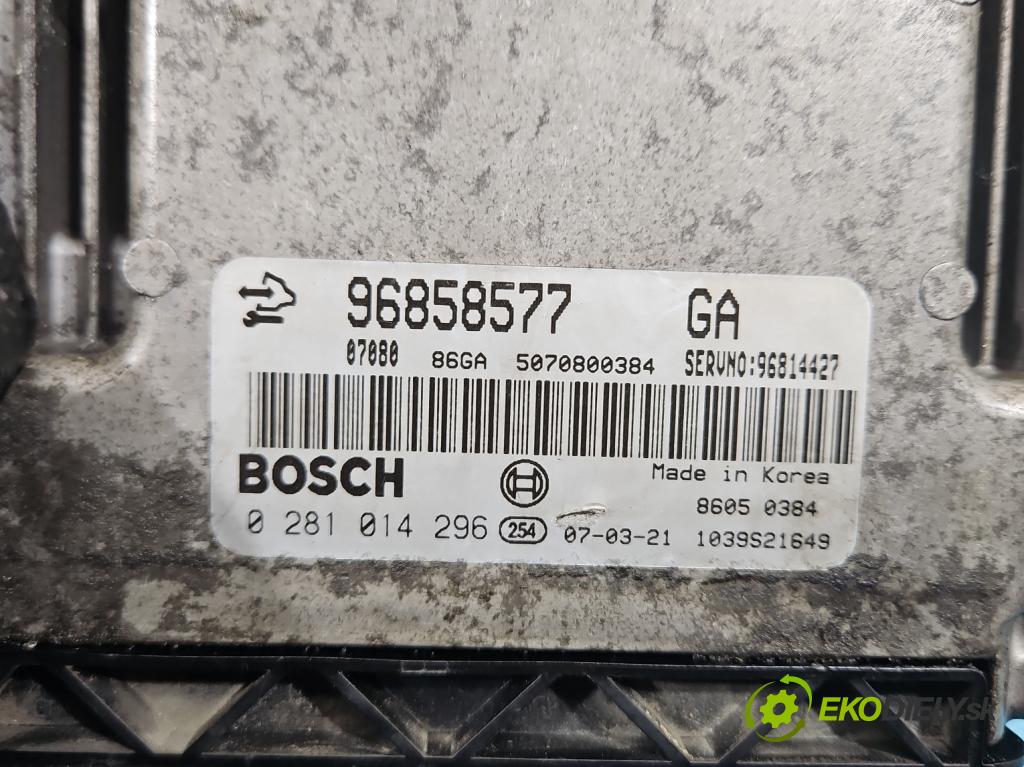 96858577 GA
07080 86GA 5070800384 SERVNO:96814427
BOSCH Made in Korea
8605 0384
0 281 014 296 254 07-03-21 1039S21649
EKODIELY.sk